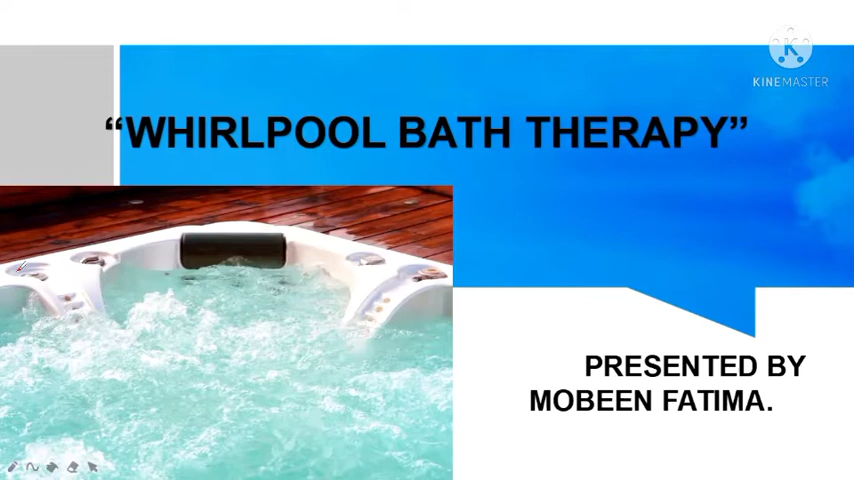 K
KINEMASTER
“WHIRLPOOL BATH THERAPY”
PRESENTED BY
MOBEEN FATIMA.